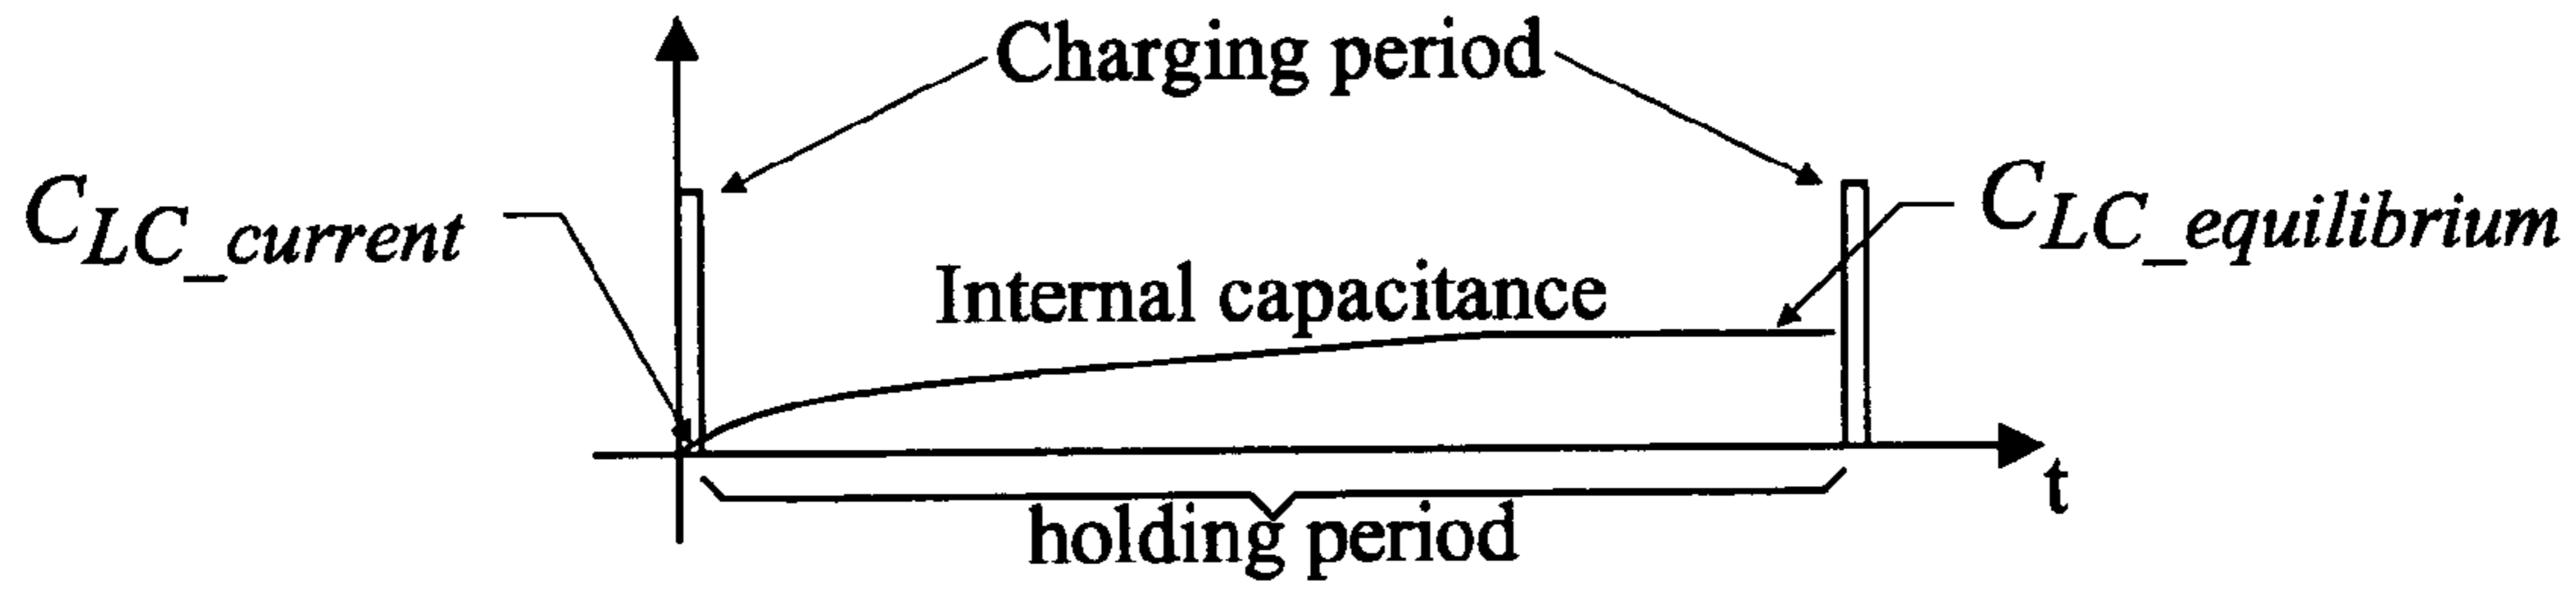 Charging period
C_LC_current
C_LC_equilibrium
Internal capacitance
t
holding period